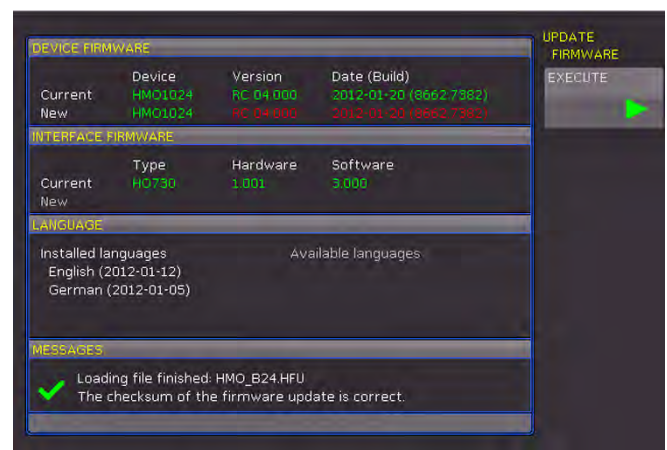 UPDATE
FIRMWARE
EXECUTE
DEVICE FIRMWARE
Device Version Date (Build)
Current HMO1024 RC 04.000 2012-01-20 (8662:7382)
New HMO1024 RC 04.000 2012-01-20 (8662:7382)
INTERFACE FIRMWARE
Type Hardware Software
Current HO730 1.001 3.000
New
LANGUAGE
Installed languages Available languages
English (2012-01-12)
German (2012-01-05)
MESSAGES
Loading file finished: HMO_B24.HFU
The checksum of the firmware update is correct.